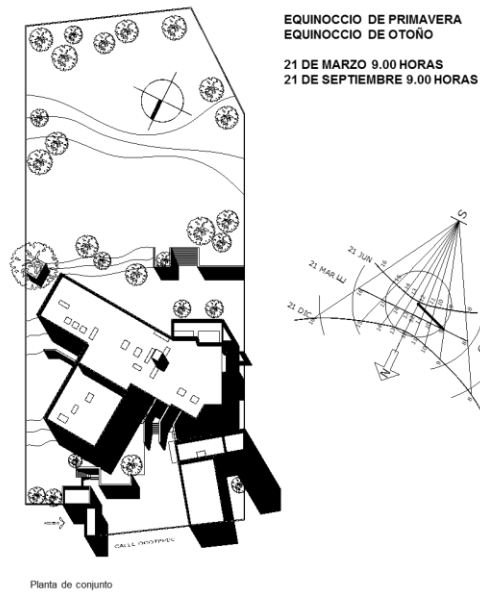 EQUINOCCIO DE PRIMAVERA
EQUINOCCIO DE OTOÑO
21 DE MARZO 9.00 HORAS
21 DE SEPTIEMBRE 9.00 HORAS
S
21 JUN
21 MAR
21 DIC
N
CALLE
Planta de conjunto